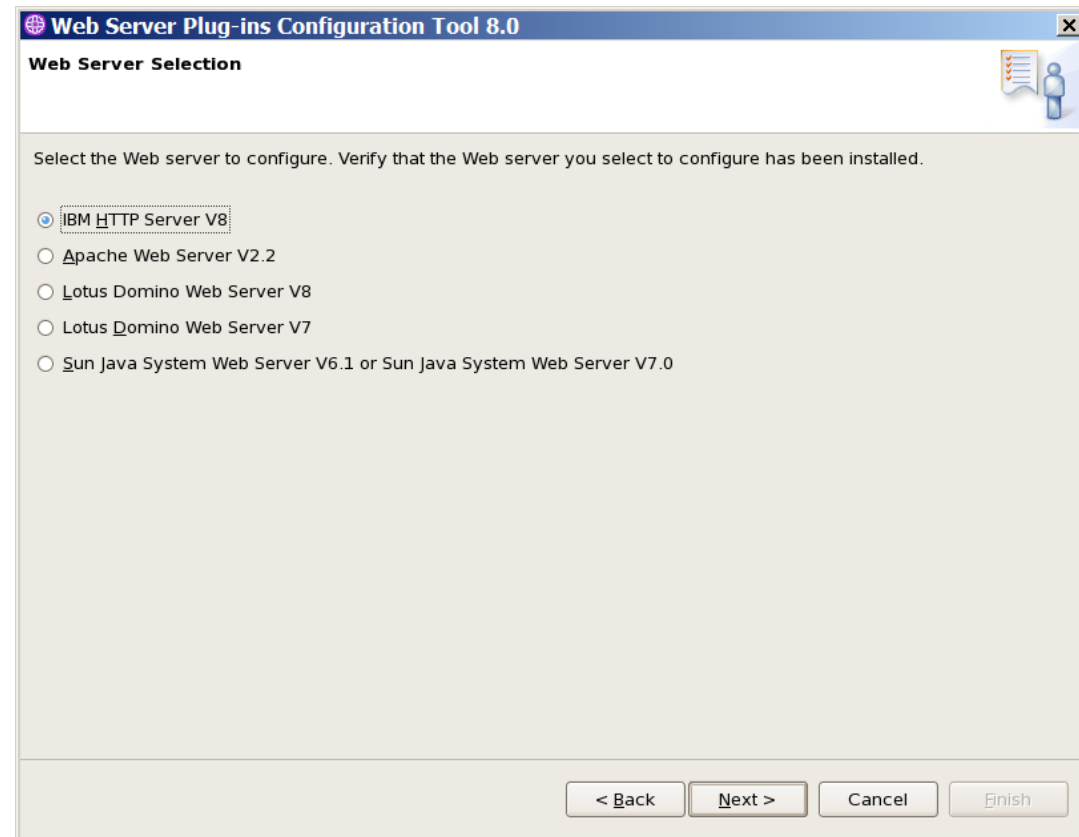 Web Server Plug-ins Configuration Tool 8.0
Web Server Selection
Select the Web server to configure. Verify that the Web server you select to configure has been installed.
IBM HTTP Server V8
Apache Web Server V2.2
Lotus Domino Web Server V8
Lotus Domino Web Server V7
Sun Java System Web Server V6.1 or Sun Java System Web Server V7.0
< Back Next > Cancel Finish